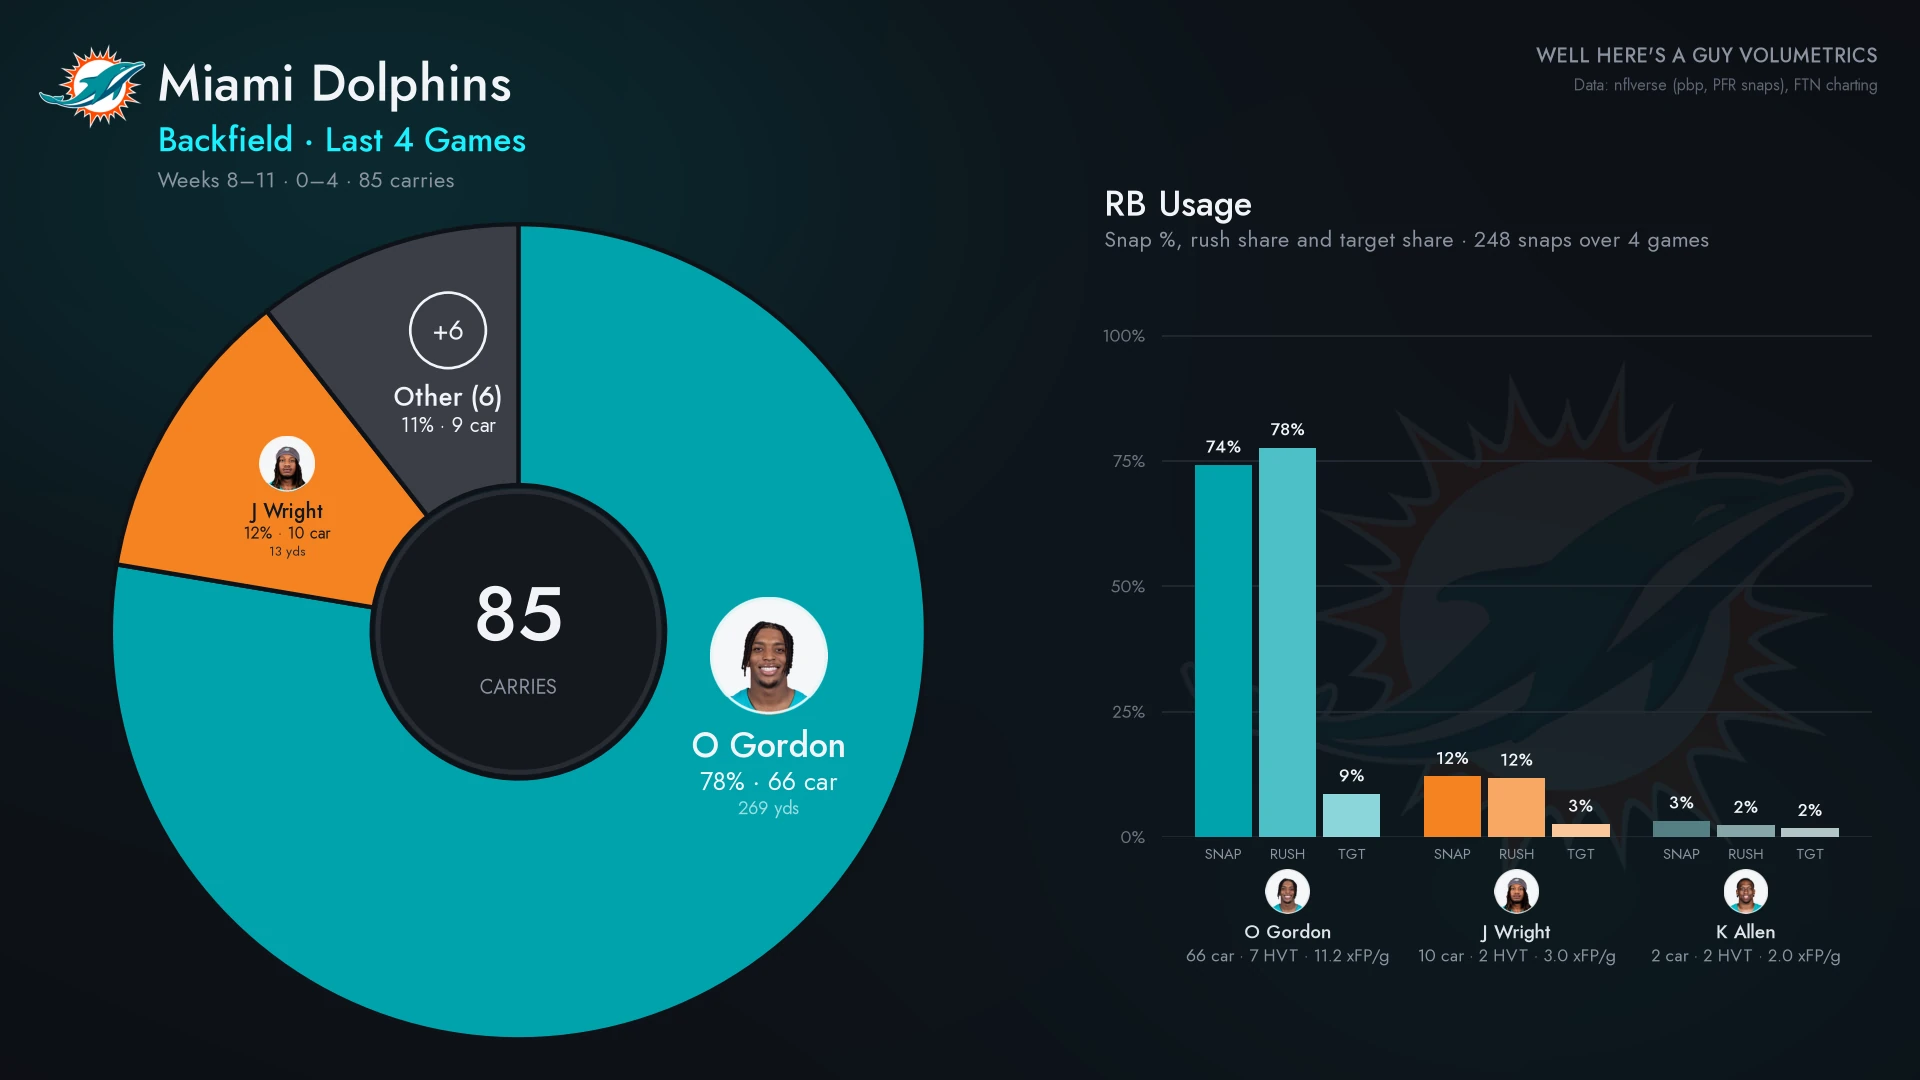 Miami Dolphins
Backfield · Last 4 Games
Weeks 8–11 · 0–4 · 85 carries
WELL HERE'S A GUY VOLUMETRICS
Data: nflverse (pbp, PFR snaps), FTN charting
+6
Other (6)
11% · 9 car
J Wright
12% · 10 car
13 yds
85
CARRIES
O Gordon
78% · 66 car
269 yds
RB Usage
Snap %, rush share and target share · 248 snaps over 4 games
100%
75%
50%
25%
0%
74% 78% 9% 12% 12% 3% 3% 2% 2%
SNAP RUSH TGT SNAP RUSH TGT SNAP RUSH TGT
O Gordon J Wright K Allen
66 car · 7 HVT · 11.2 xFP/g 10 car · 2 HVT · 3.0 xFP/g 2 car · 2 HVT · 2.0 xFP/g